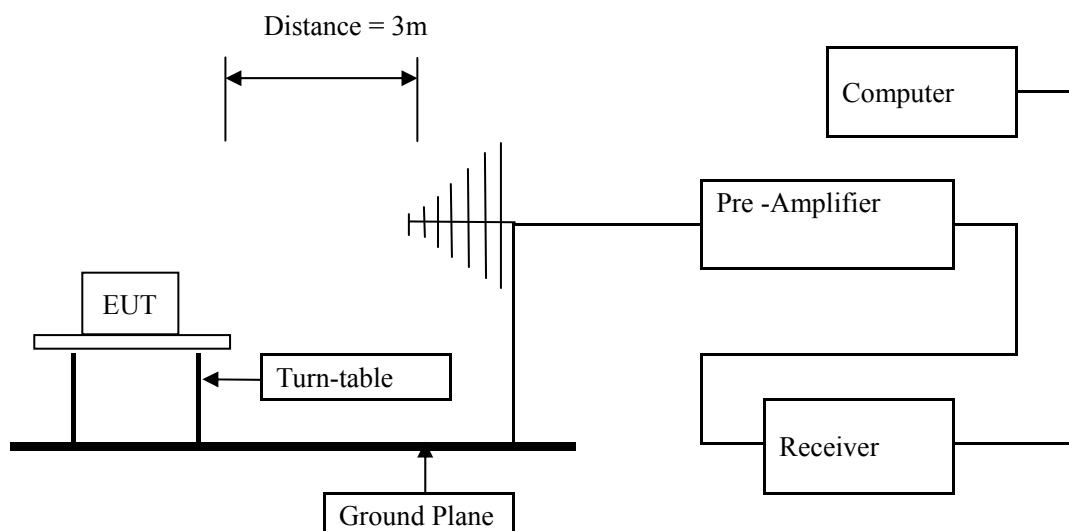 Distance = 3m
Computer
Pre -Amplifier
EUT
Turn-table
Receiver
Ground Plane